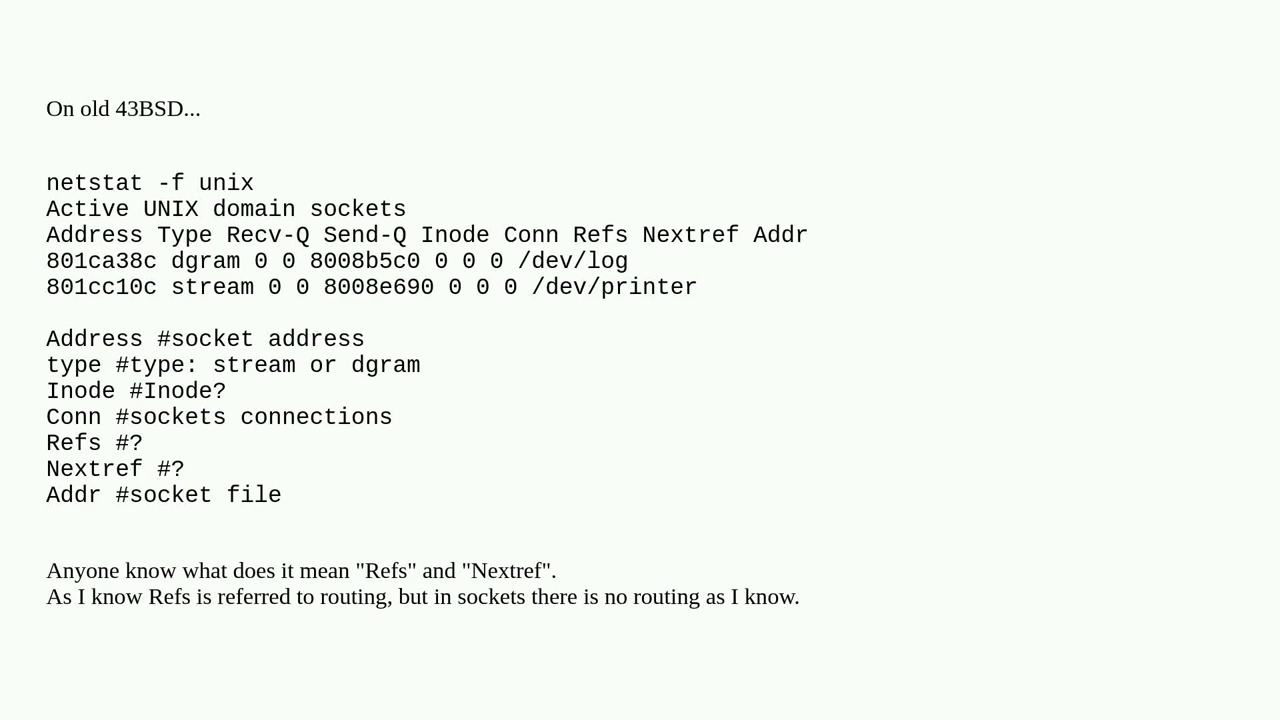 On old 43BSD...
netstat -f unix
Active UNIX domain sockets
Address Type Recv-Q Send-Q Inode Conn Refs Nextref Addr
801ca38c dgram 0 0 8008b5c0 0 0 0 /dev/log
801cc10c stream 0 0 8008e690 0 0 0 /dev/printer
Address #socket address
type #type: stream or dgram
Inode #Inode?
Conn #sockets connections
Refs #?
Nextref #?
Addr #socket file
Anyone know what does it mean "Refs" and "Nextref".
As I know Refs is referred to routing, but in sockets there is no routing as I know.